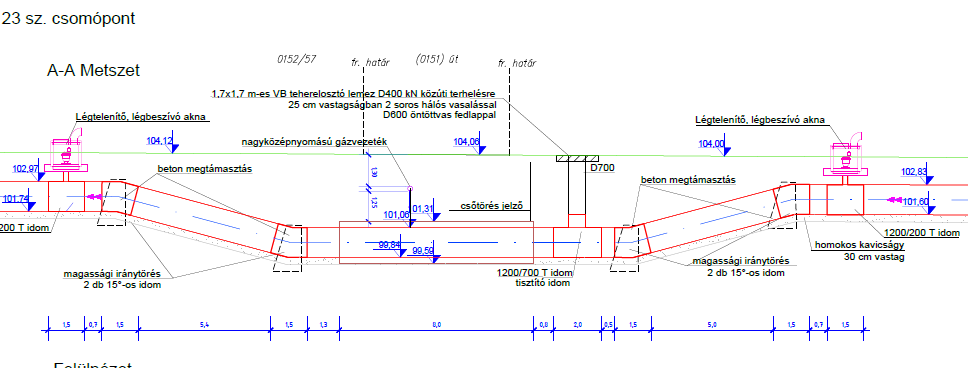 23 sz. csomópont
0152/57
fr. határ
(0151) út
fr. határ
A-A Metszet
1,7x1,7 m-es VB teherelosztó lemez D400 kN közúti terhelésre
25 cm vastagságban 2 soros hálós vasalással
D600 öntöttvas fedlappal
Légtelenítő, légbeszívó akna
Légtelenítő, légbeszívó akna
104,12
nagyközépnyomású gázvezeték
104,06
104,00
102,97
beton megtámasztás
1,25
D700
beton megtámasztás
102,83
101,74
101,06
101,31
csőtörés jelző
101,60
200 T idom
99,84
99,59
1200/200 T idom
homokos kavicságy
30 cm vastag
magassági iránytörés
2 db 15°-os idom
1200/700 T idom
tisztító idom
magassági iránytörés
2 db 15°-os idom
1,5 0,7 1,5 5,4 1,5 1,3 8,0 0,8 2,0 0,5 1,5 5,0 1,5 0,7 1,5